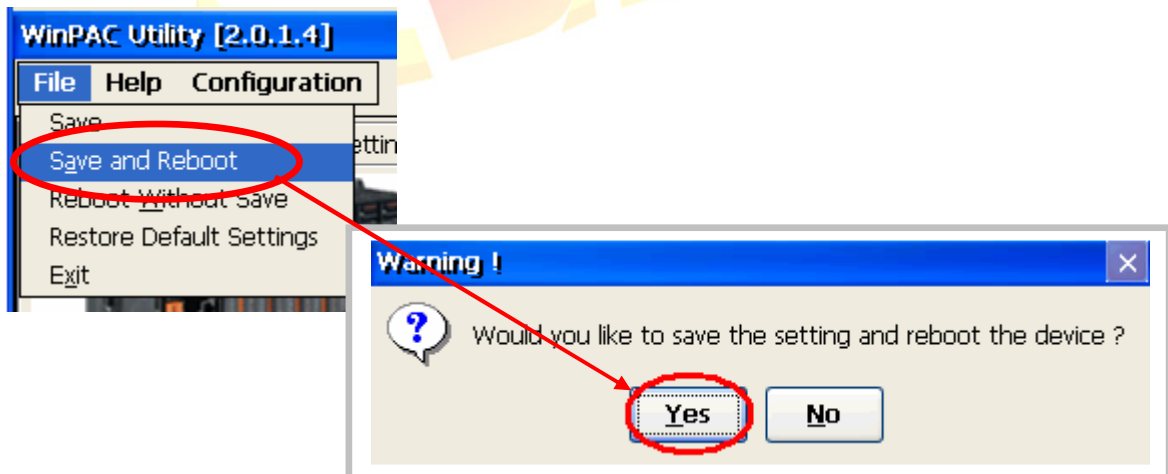 WinPAC Utility [2.0.1.4]
File Help Configuration
Save
Save and Reboot
ettin
Reboot Without Save
Restore Default Settings
Exit
Warning !
Would you like to save the setting and reboot the device ?
Yes No